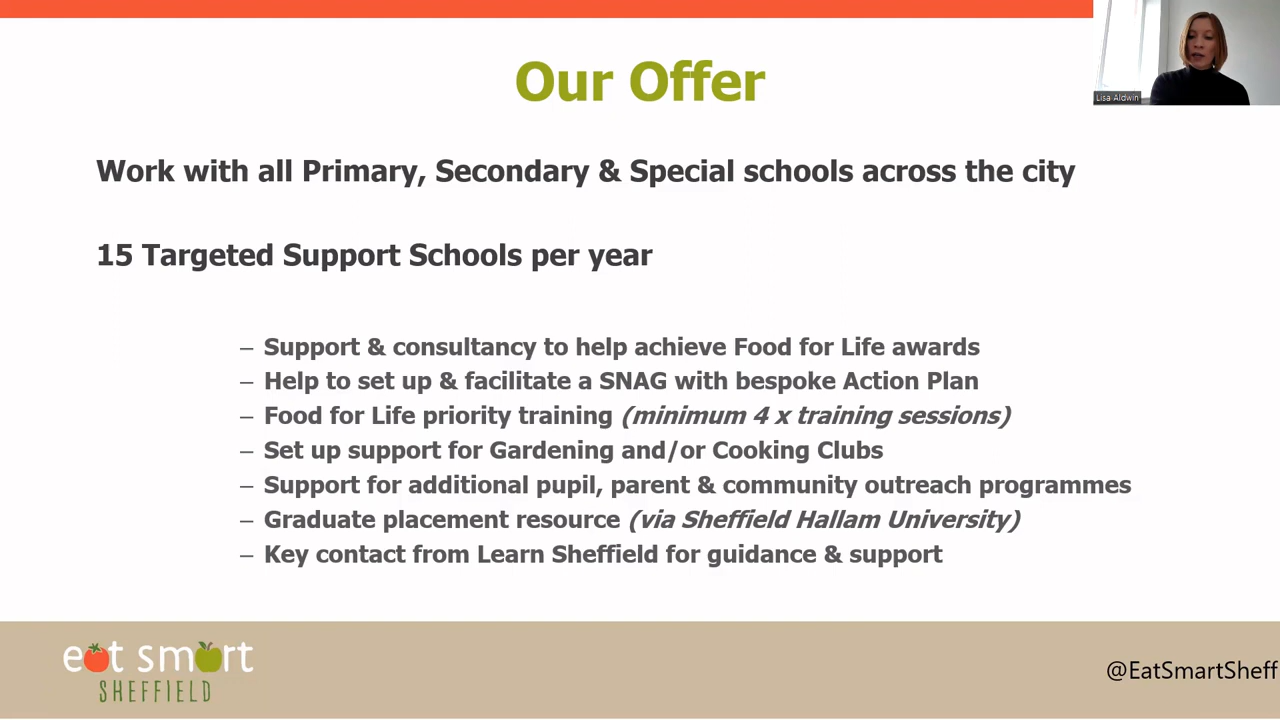 Our Offer
Lisa Aldwin
Work with all Primary, Secondary & Special schools across the city
15 Targeted Support Schools per year
– Support & consultancy to help achieve Food for Life awards
– Help to set up & facilitate a SNAG with bespoke Action Plan
– Food for Life priority training (minimum 4 x training sessions)
– Set up support for Gardening and/or Cooking Clubs
– Support for additional pupil, parent & community outreach programmes
– Graduate placement resource (via Sheffield Hallam University)
– Key contact from Learn Sheffield for guidance & support
eat smart
SHEFFIELD
@EatSmartSheff